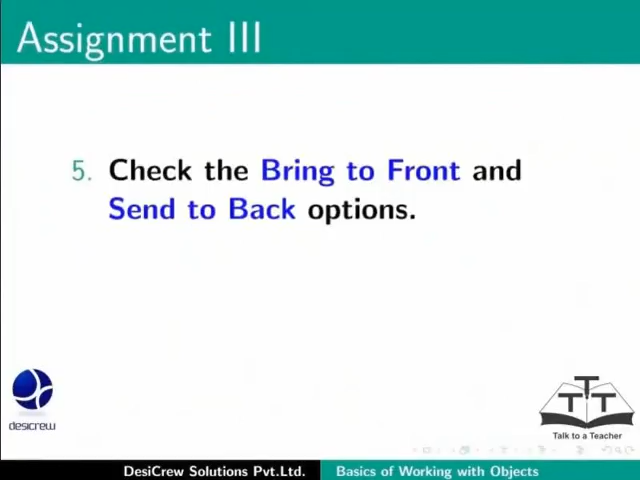 Assignment III
5. Check the Bring to Front and
Send to Back options.
desicrew
TTT
Talk to a Teacher
DesiCrew Solutions Pvt.Ltd. Basics of Working with Objects